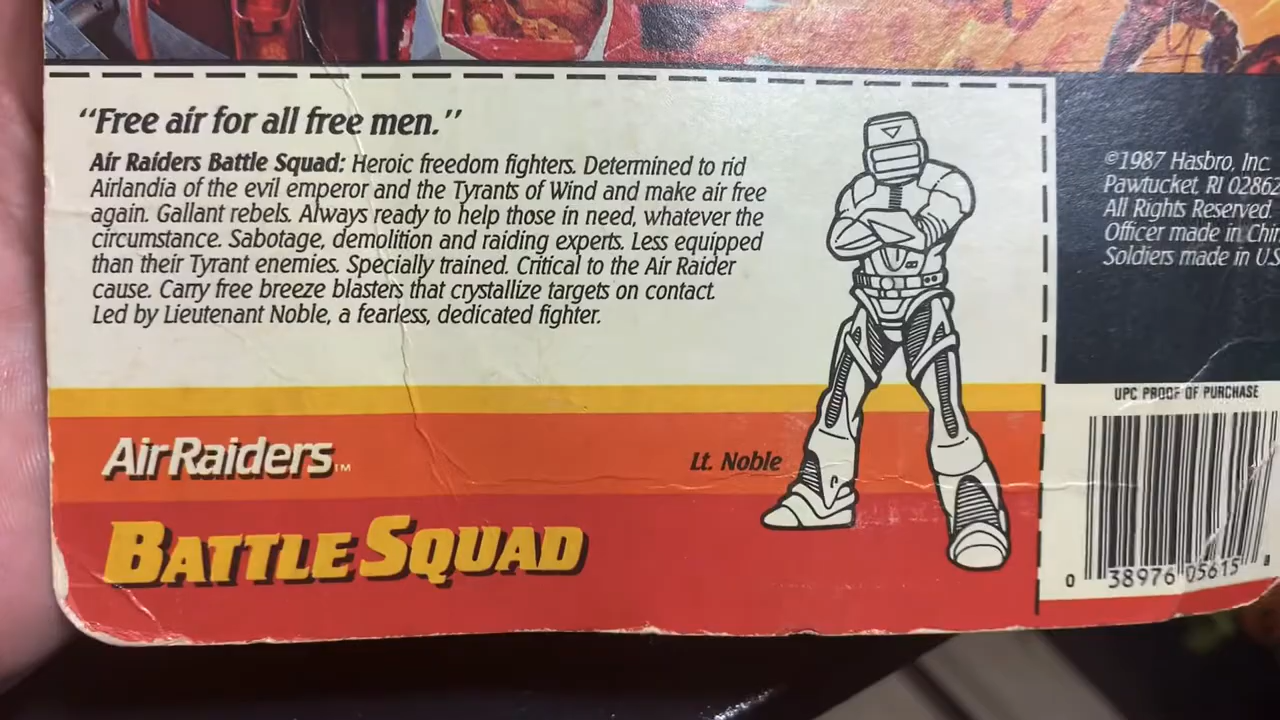 “Free air for all free men.”
Air Raiders Battle Squad: Heroic freedom fighters. Determined to rid
Airlandia of the evil emperor and the Tyrants of Wind and make air free
again. Gallant rebels. Always ready to help those in need, whatever the
circumstance. Sabotage, demolition and raiding experts. Less equipped
than their Tyrant enemies. Specially trained. Critical to the Air Raider
cause. Carry free breeze blasters that crystallize targets on contact.
Led by Lieutenant Noble, a fearless, dedicated fighter.
AirRaiders™
Lt. Noble
BATTLE SQUAD
©1987 Hasbro, Inc.
Pawtucket, RI 02862
All Rights Reserved.
Officer made in
Soldiers made in U.S.
UPC PROOF OF PURCHASE
0 38976 05615